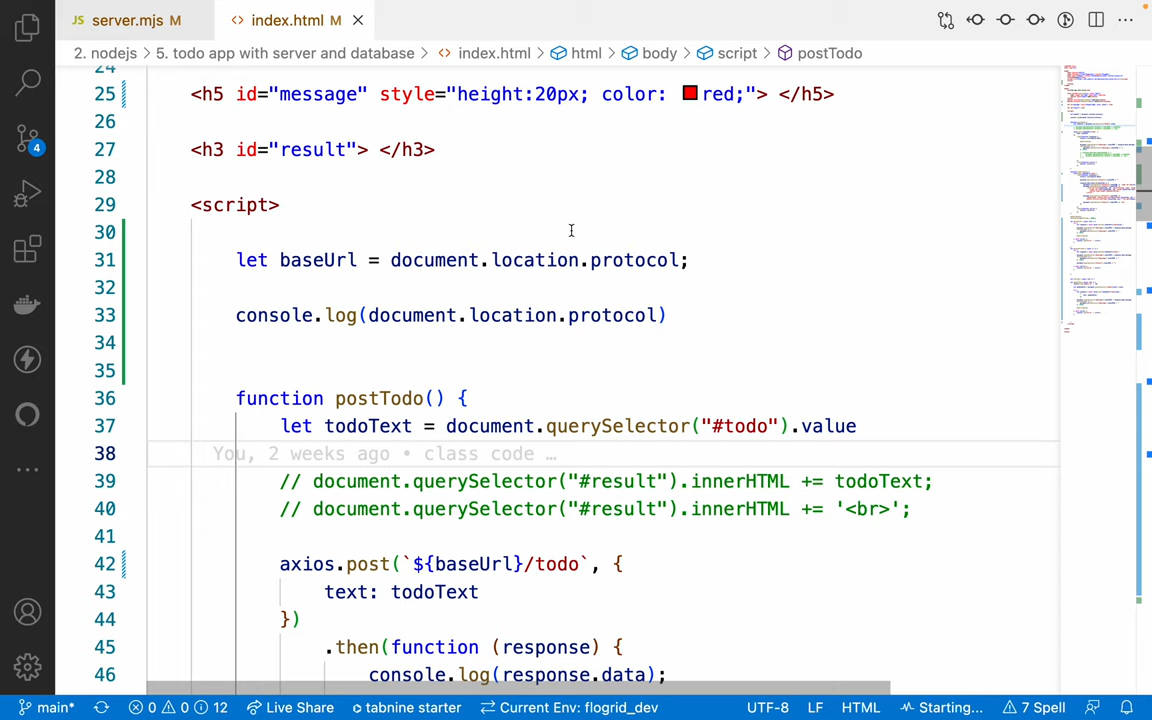 JS server.mjs M
<> index.html M
2. nodejs > 5. todo app with server and database > <> index.html > html > body > script > postTodo
24
25 <h5 id="message" style="height:20px; color: red;"> </h5>
26
27 <h3 id="result"> </h3>
28
29 <script>
30
31 let baseUrl = document.location.protocol;
32
33 console.log(document.location.protocol)
34
35
36 function postTodo() {
37 let todoText = document.querySelector("#todo").value
38 You, 2 weeks ago • class code …
39 // document.querySelector("#result").innerHTML += todoText;
40 // document.querySelector("#result").innerHTML += '<br>';
41
42 axios.post(`${baseUrl}/todo`, {
43 text: todoText
44 })
45 .then(function (response) {
46 console.log(response.data);
4
main* 0 0 12 Live Share tabnine starter Current Env: flogrid_dev UTF-8 LF HTML Starting... 7 Spell